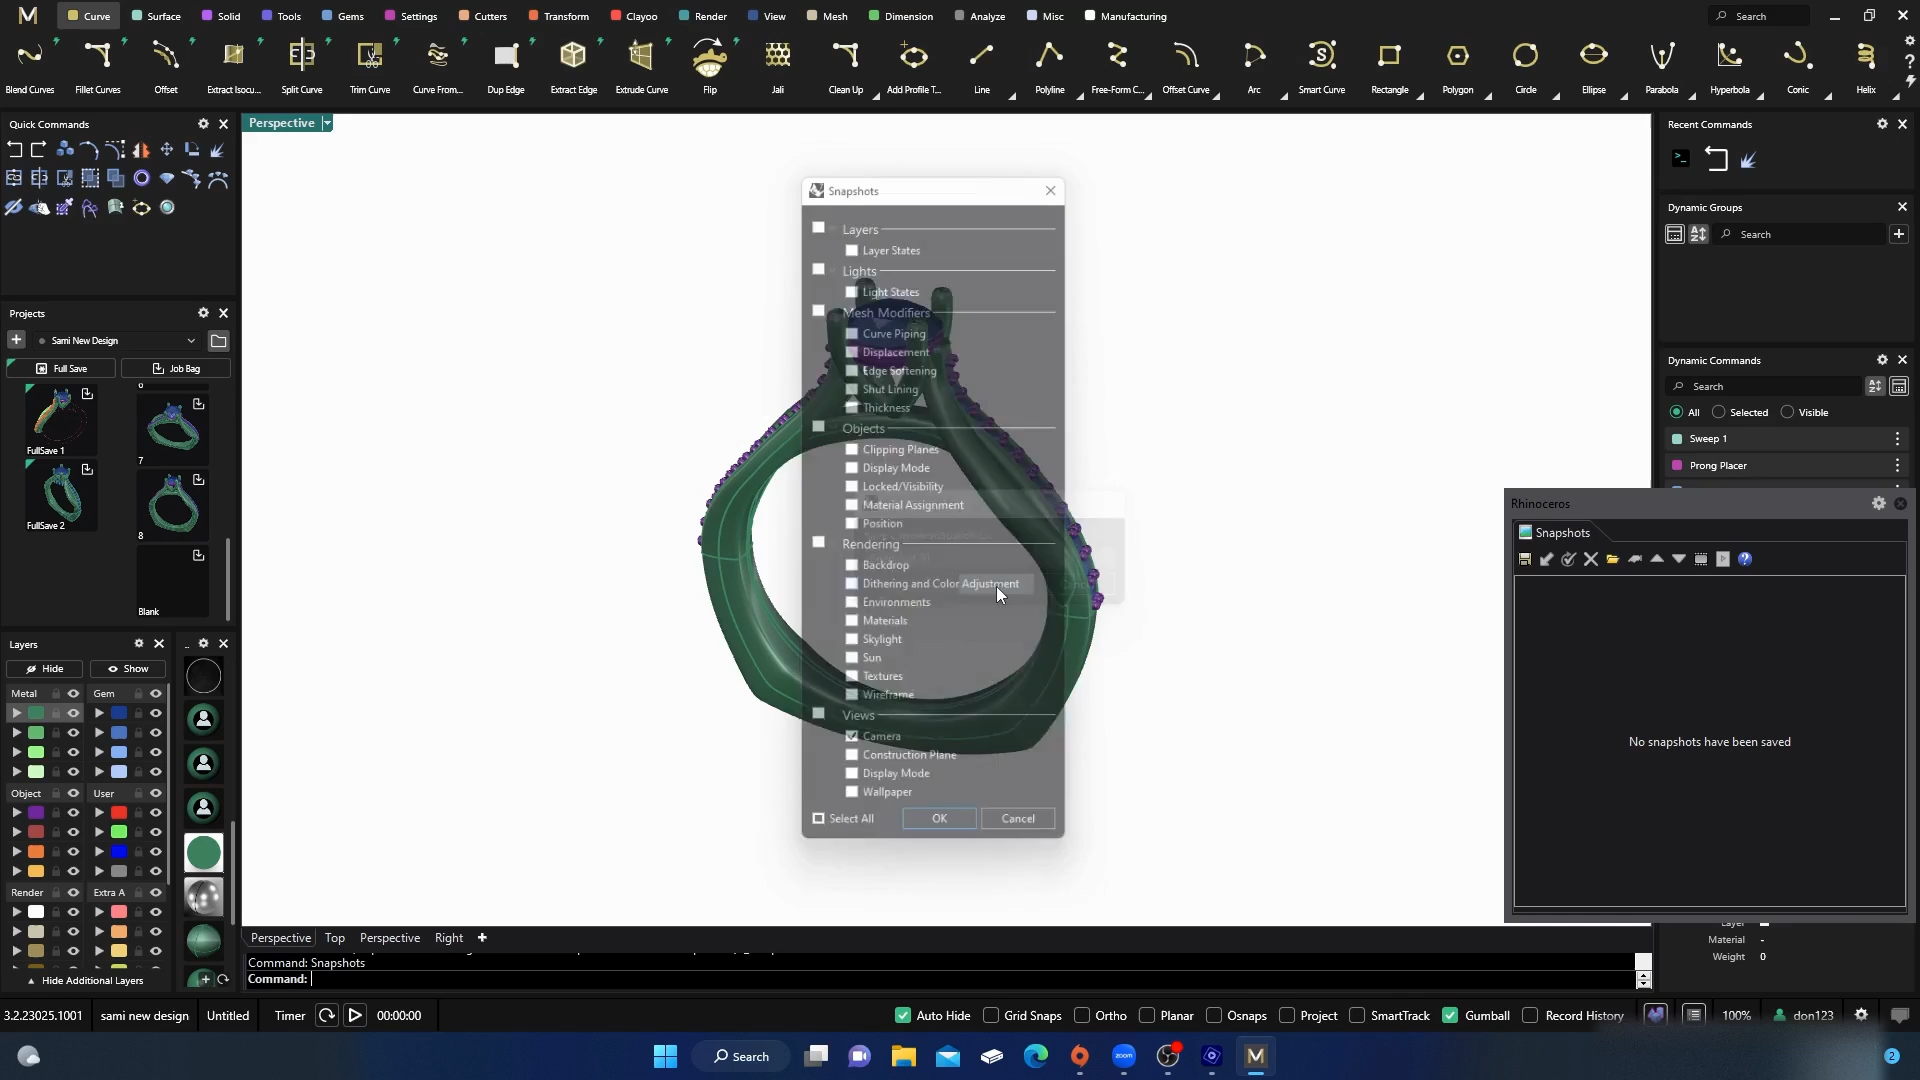 Curve Surface Solid Tools Gems Settings Cutters Transform Clayoo Render View Mesh Dimension Analyze Misc Manufacturing Search
Blend Curves Fillet Curves Offset Extract Isocu... Split Curve Trim Curve Curve From... Dup Edge Extract Edge Extrude Curve Flip Jali Clean Up Add Profile T... Line Polyline Free-Form C... Offset Curve Arc Smart Curve Rectangle Polygon Circle Ellipse Parabola Hyperbola Conic Helix
Quick Commands
Perspective
Projects
Sami New Design
Full Save Job Bag
FullSave 1
6
7
FullSave 2
8
Blank
Layers
Hide Show
Metal Gem
Object User
Render Extra A
Hide Additional Layers
Snapshots
Layers
Layer States
Lights
Light States
Mesh Modifiers
Curve Piping
Displacement
Edge Softening
Shut Lining
Thickness
Objects
Clipping Planes
Display Mode
Locked/Visibility
Material Assignment
Position
Rendering
Backdrop
Dithering and Color Adjustment
Environments
Materials
Skylight
Sun
Textures
Wireframe
Views
Camera
Construction Plane
Display Mode
Wallpaper
Select All OK Cancel
Recent Commands
Dynamic Groups
Search
Dynamic Commands
Search
All Selected Visible
Sweep 1
Prong Placer
Rhinoceros
Snapshots
No snapshots have been saved
Layer
Material -
Weight 0
Perspective Top Perspective Right
Command: Snapshots
Command:
3.2.23025.1001 sami new design Untitled Timer 00:00:00 Auto Hide Grid Snaps Ortho Planar Osnaps Project SmartTrack Gumball Record History 100% don123
Search
zoom
2